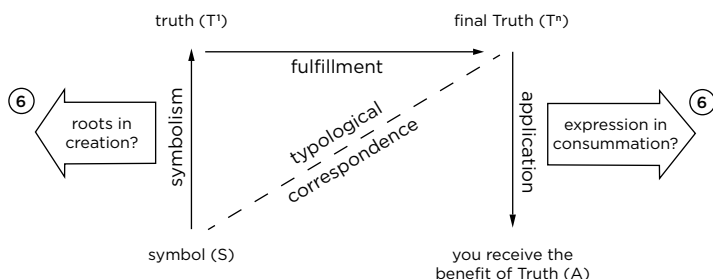 truth (T¹)
final Truth (Tⁿ)
fulfillment
6
roots in
creation?
symbolism
typological
correspondence
application
expression in
consummation?
6
symbol (S)
you receive the
benefit of Truth (A)